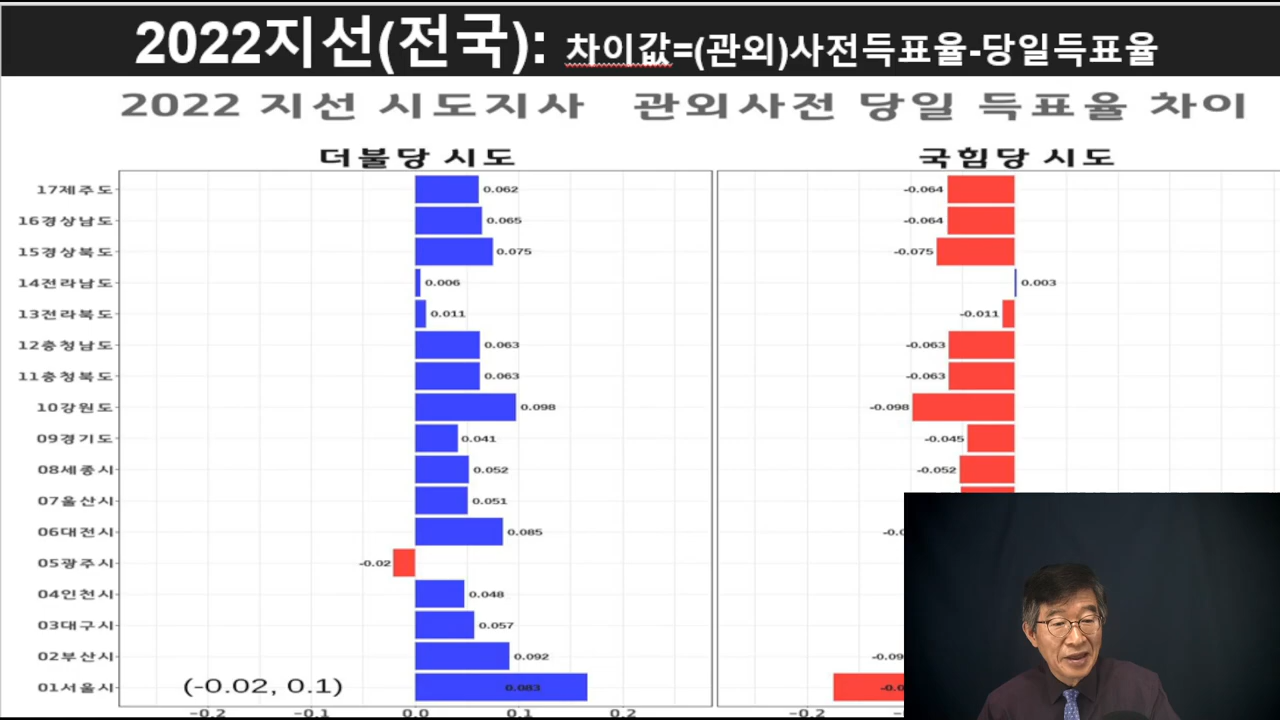 2022지선(전국): 차이값=(관외)사전득표율-당일득표율
2022 지선 시도지사 관외사전 당일 득표율 차이
더불당 시도 국힘당 시도
17제주도 0.062 -0.064
16경상남도 0.065 -0.064
15경상북도 0.075 -0.075
14전라남도 0.006 0.003
13전라북도 0.011 -0.011
12충청남도 0.063 -0.063
11충청북도 0.063 -0.063
10강원도 0.098 -0.098
09경기도 0.041 -0.045
08세종시 0.052 -0.052
07울산시 0.051
06대전시 0.085 -0.0
05광주시 -0.02
04인천시 0.048
03대구시 0.057
02부산시 0.092 -0.09
01서울시 (-0.02, 0.1) 0.083 -0.0
-0.2 -0.1 0.0 0.1 0.2 -0.2